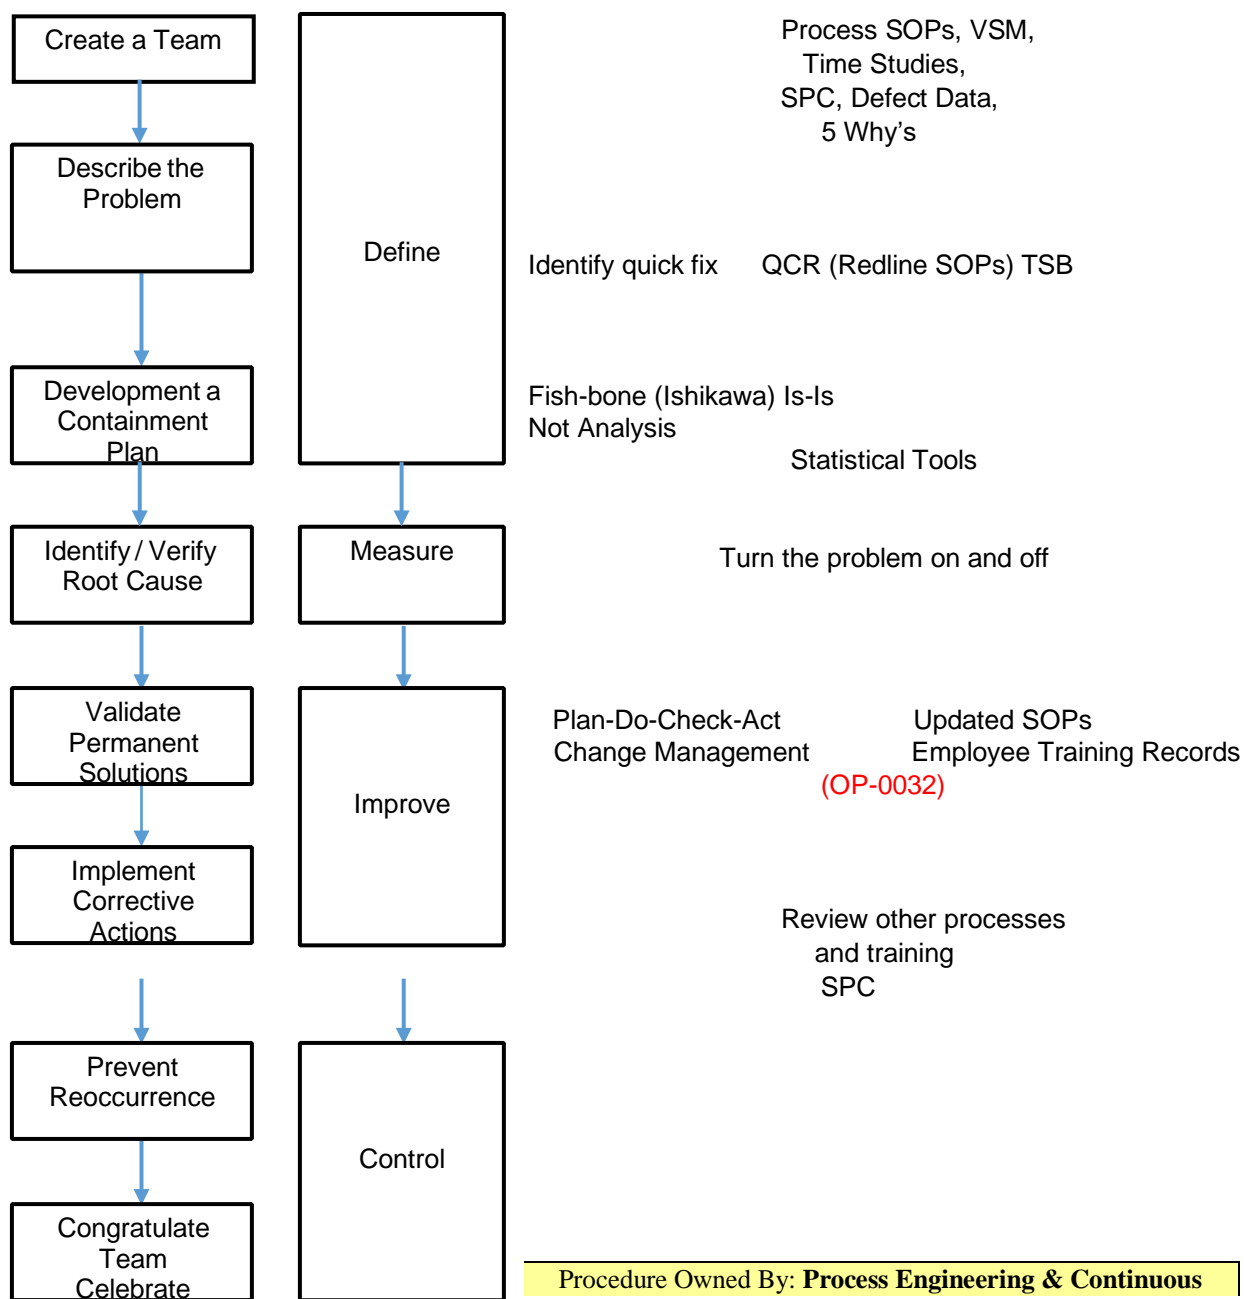 Create a Team
Describe the
Problem
Development a
Containment
Plan
Identify / Verify
Root Cause
Validate
Permanent
Solutions
Implement
Corrective
Actions
Prevent
Reoccurrence
Congratulate
Team
Celebrate
Define
Measure
Improve
Control
Process SOPs, VSM,
Time Studies,
SPC, Defect Data,
5 Why's
Identify quick fix QCR (Redline SOPs) TSB
Fish-bone (Ishikawa) Is-Is
Not Analysis
Statistical Tools
Turn the problem on and off
Plan-Do-Check-Act Updated SOPs
Change Management Employee Training Records
(OP-0032)
Review other processes
and training
SPC
Procedure Owned By: Process Engineering & Continuous